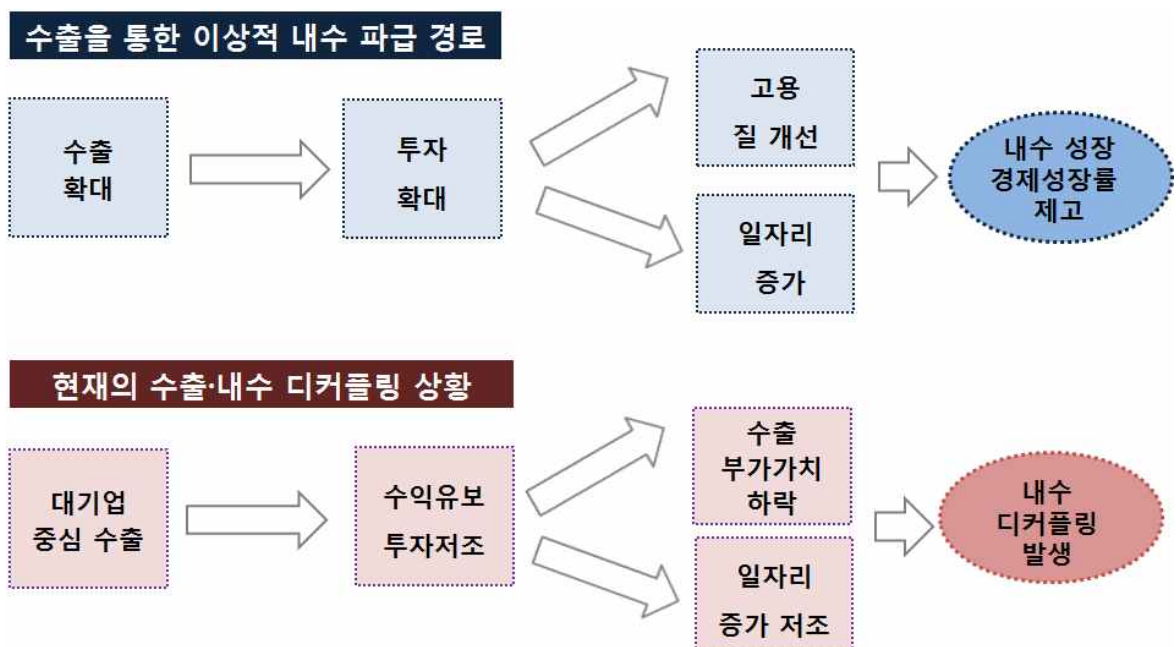 수출을 통한 이상적 내수 파급 경로
수출
확대
투자
확대
고용
질 개선
일자리
증가
내수 성장
경제성장률
제고
현재의 수출·내수 디커플링 상황
대기업
중심 수출
수익유보
투자저조
수출
부가가치
하락
일자리
증가 저조
내수
디커플링
발생